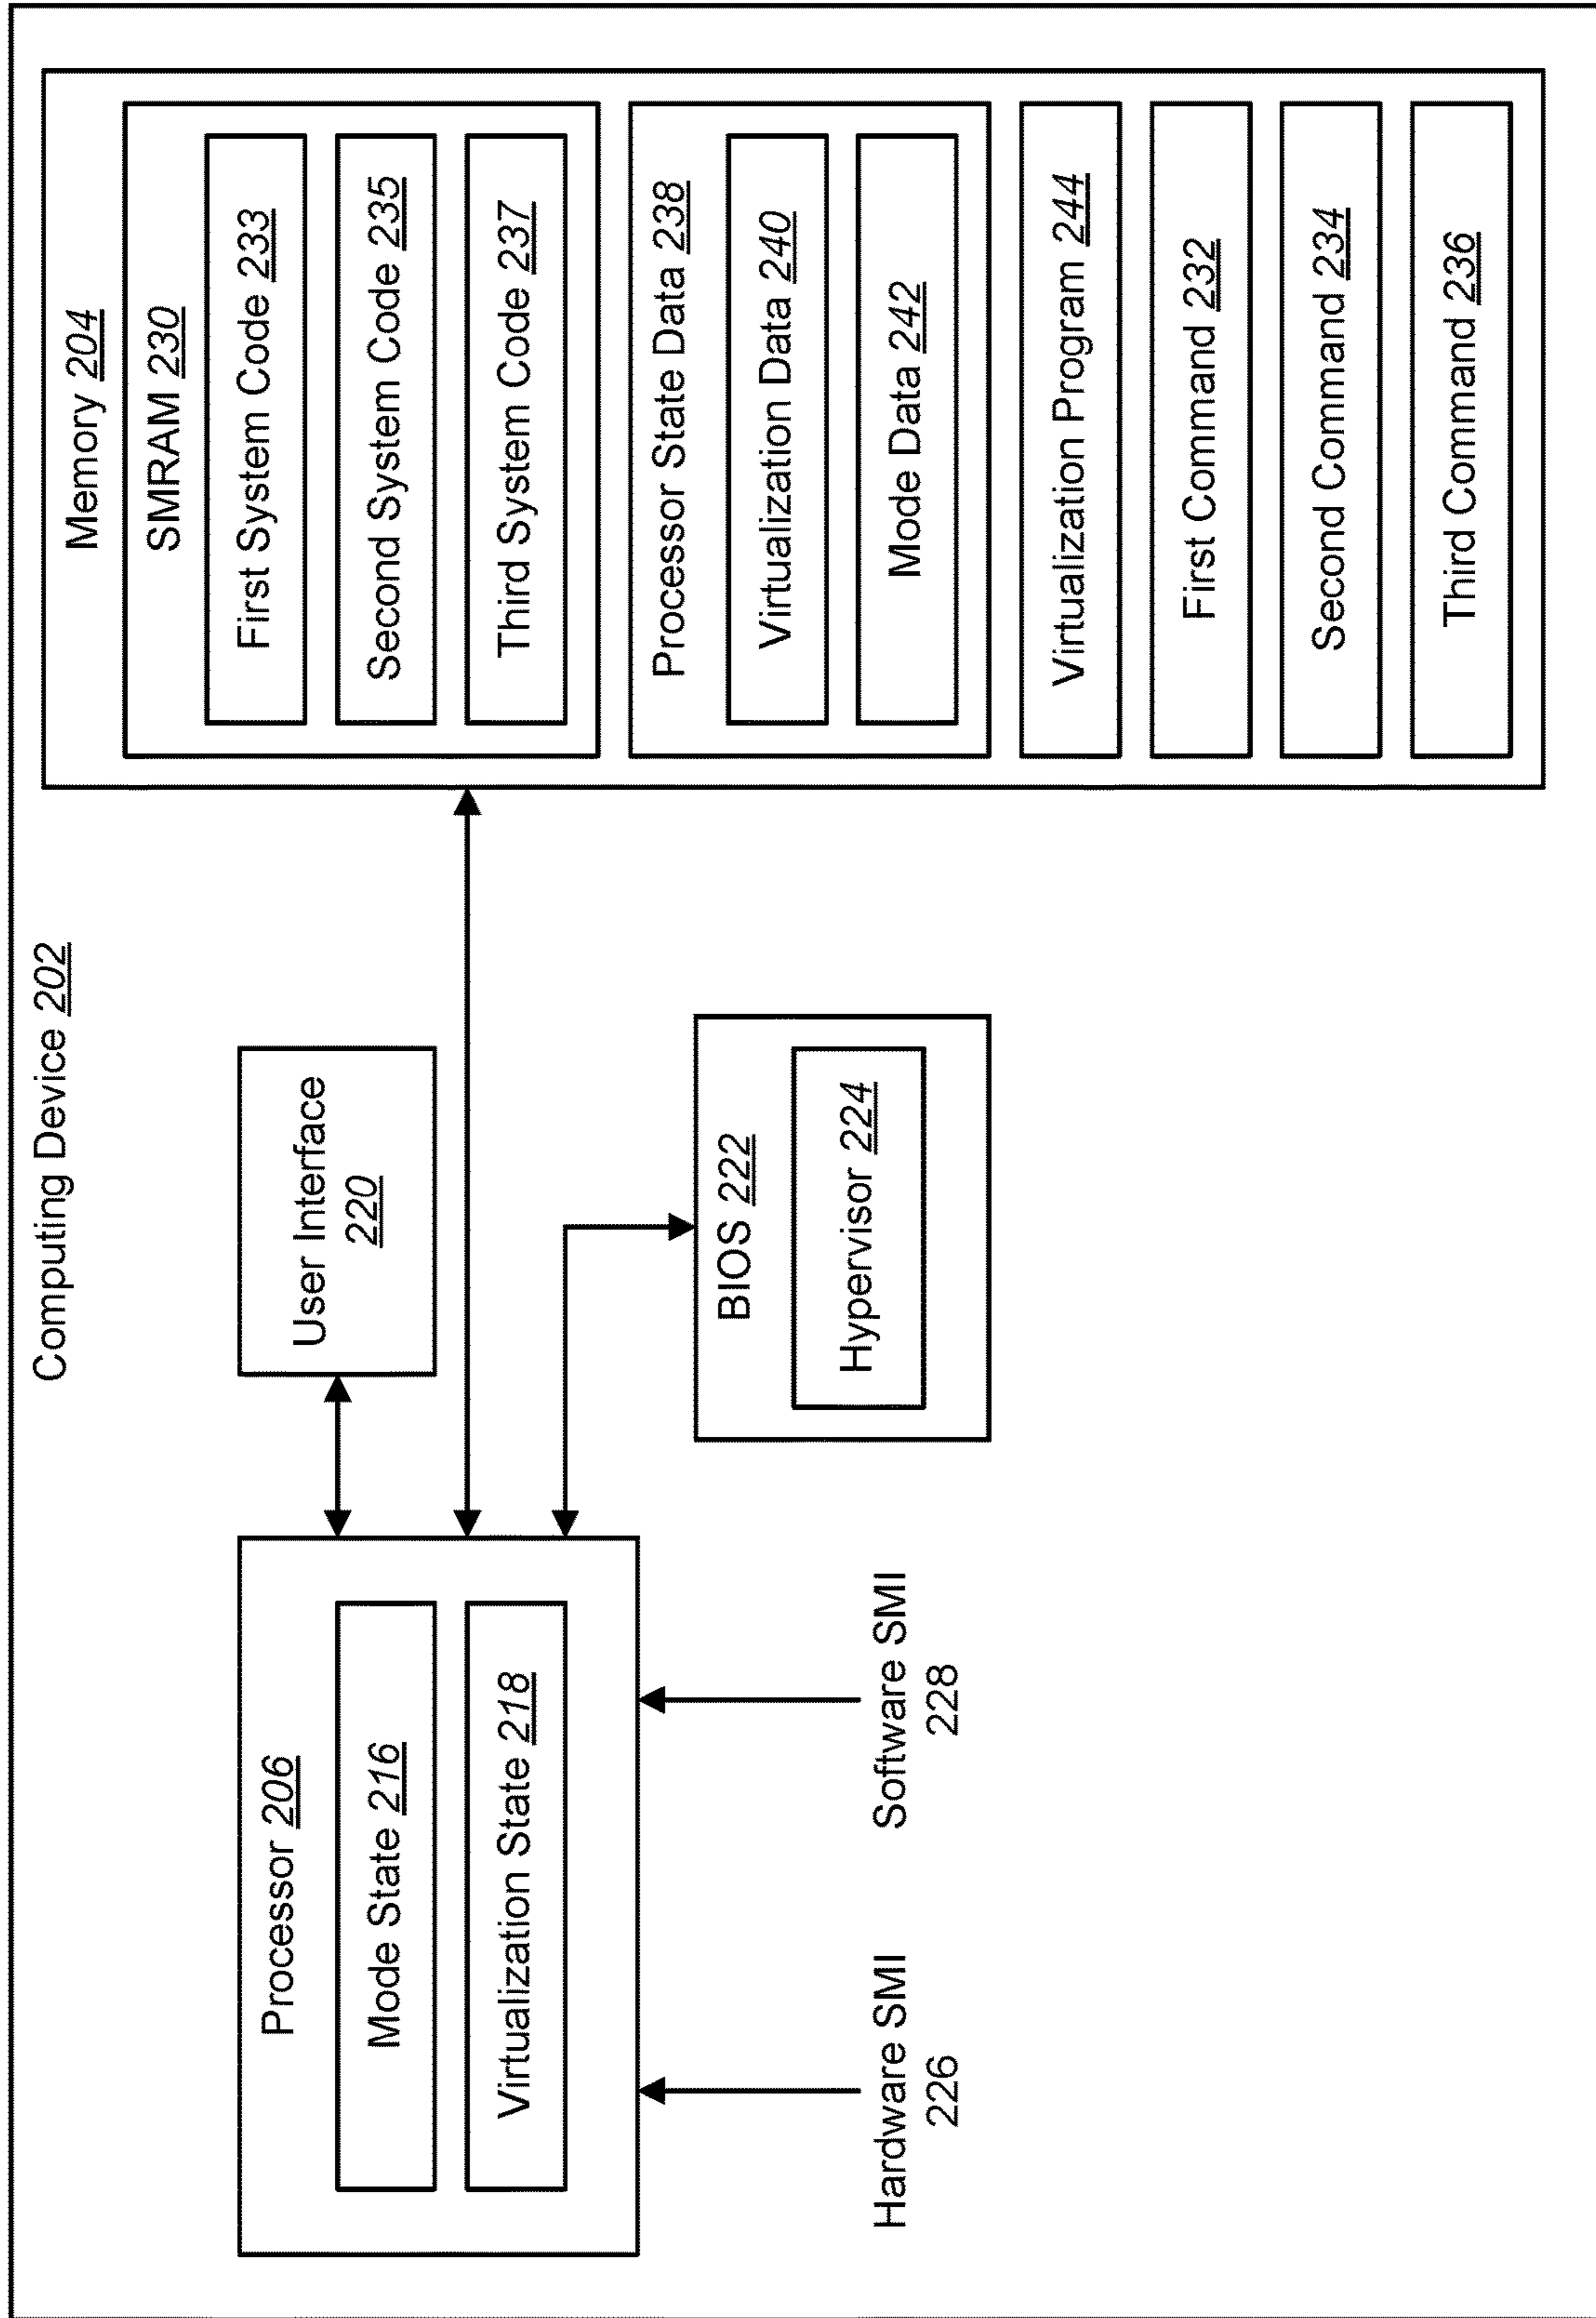 Computing Device 202
Processor 206
Mode State 216
Virtualization State 218
Hardware SMI
226
Software SMI
228
User Interface
220
BIOS 222
Hypervisor 224
Memory 204
SMRAM 230
First System Code 233
Second System Code 235
Third System Code 237
Processor State Data 238
Virtualization Data 240
Mode Data 242
Virtualization Program 244
First Command 232
Second Command 234
Third Command 236